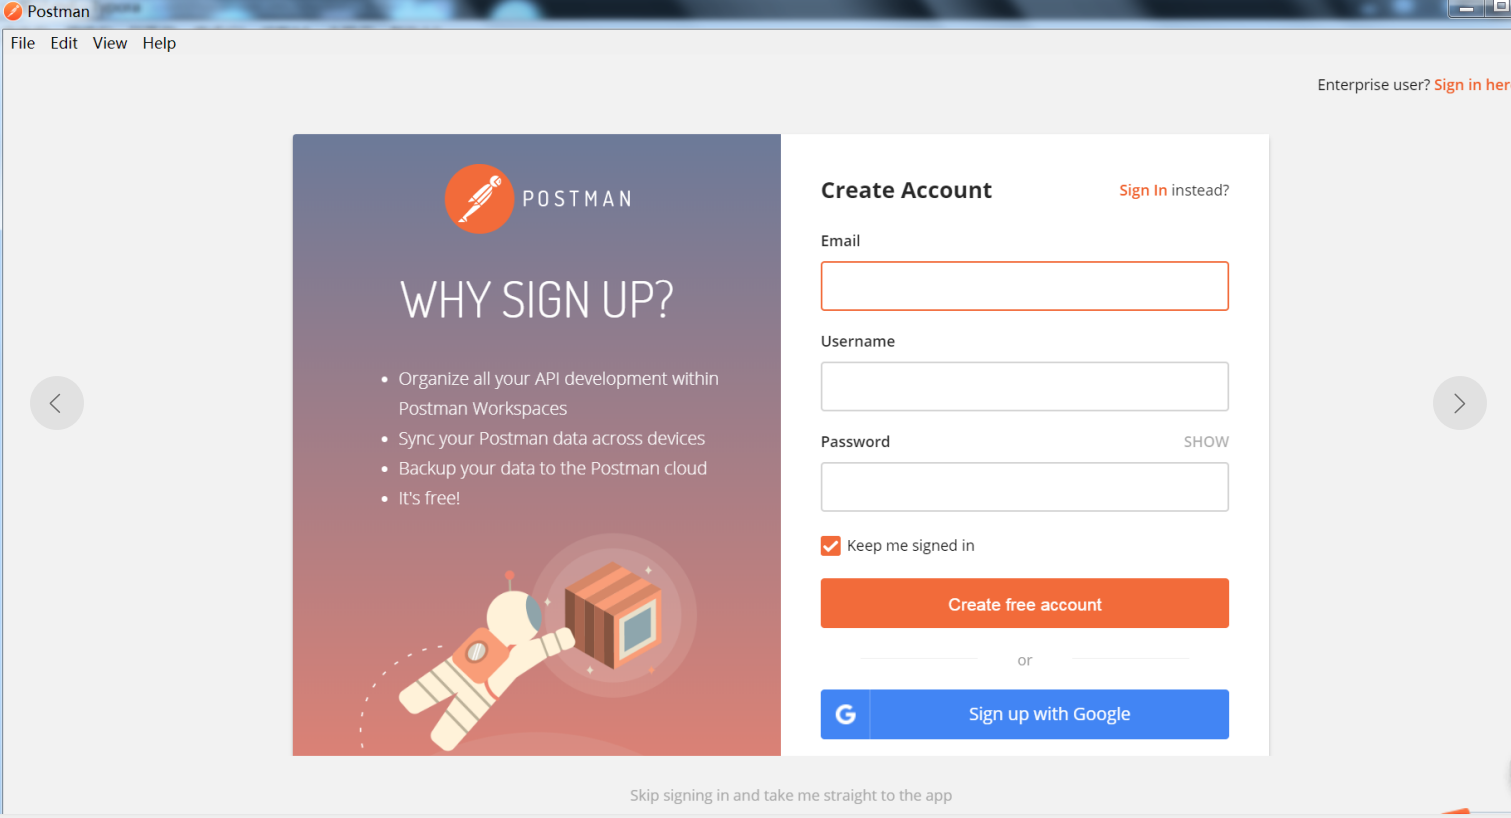 Postman
File Edit View Help
Enterprise user? Sign in her
POSTMAN
WHY SIGN UP?
• Organize all your API development within
Postman Workspaces
• Sync your Postman data across devices
• Backup your data to the Postman cloud
• It's free!
Create Account
Sign In instead?
Email
Username
Password
SHOW
Keep me signed in
Create free account
or
G
Sign up with Google
Skip signing in and take me straight to the app